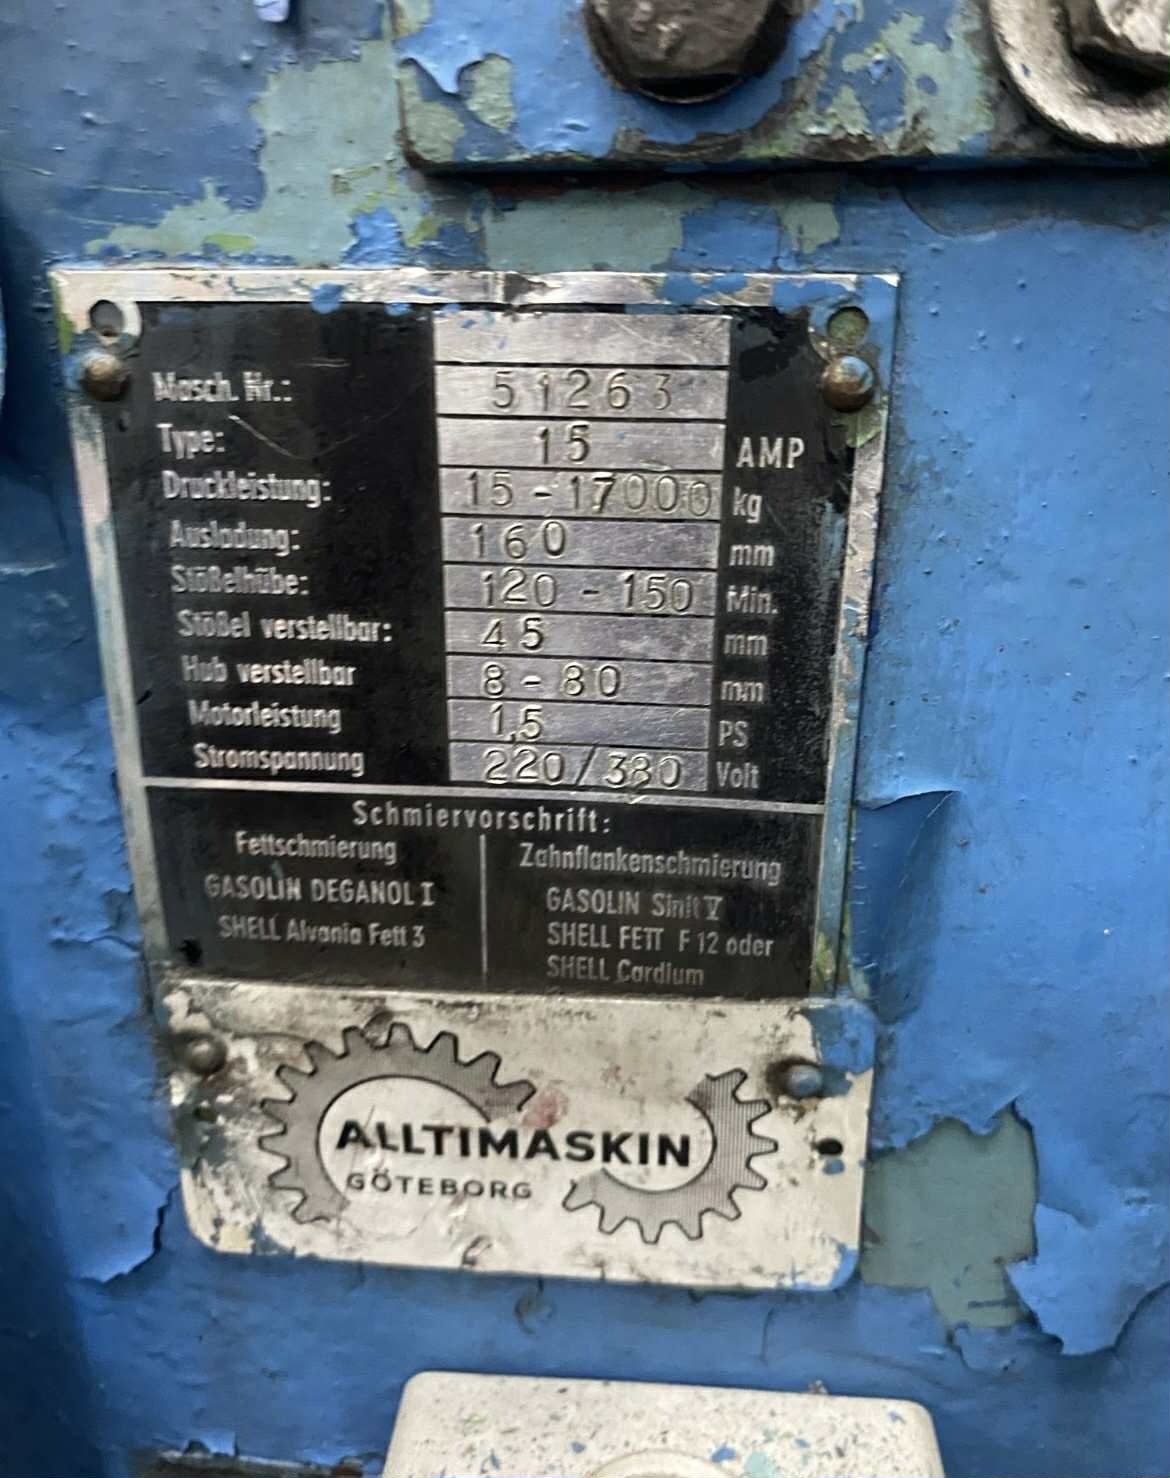 Masch. Nr.: 51263
Type: 15 AMP
Druckleistung: 15-17000 kg
Ausladung: 160 mm
Stößelhübe: 120-150 Min.
Stößel verstellbar: 45 mm
Hub verstellbar 8-80 mm
Motorleistung 1,5 PS
Stromspannung 220/380 Volt
Schmiervorschrift:
Fettschmierung
GASOLIN DEGANOL I
SHELL Alvania Fett 3
Zahnflankenschmierung
GASOLIN Sinit V
SHELL FETT F 12 oder
SHELL Cardium
ALLTIMASKIN
GÖTEBORG